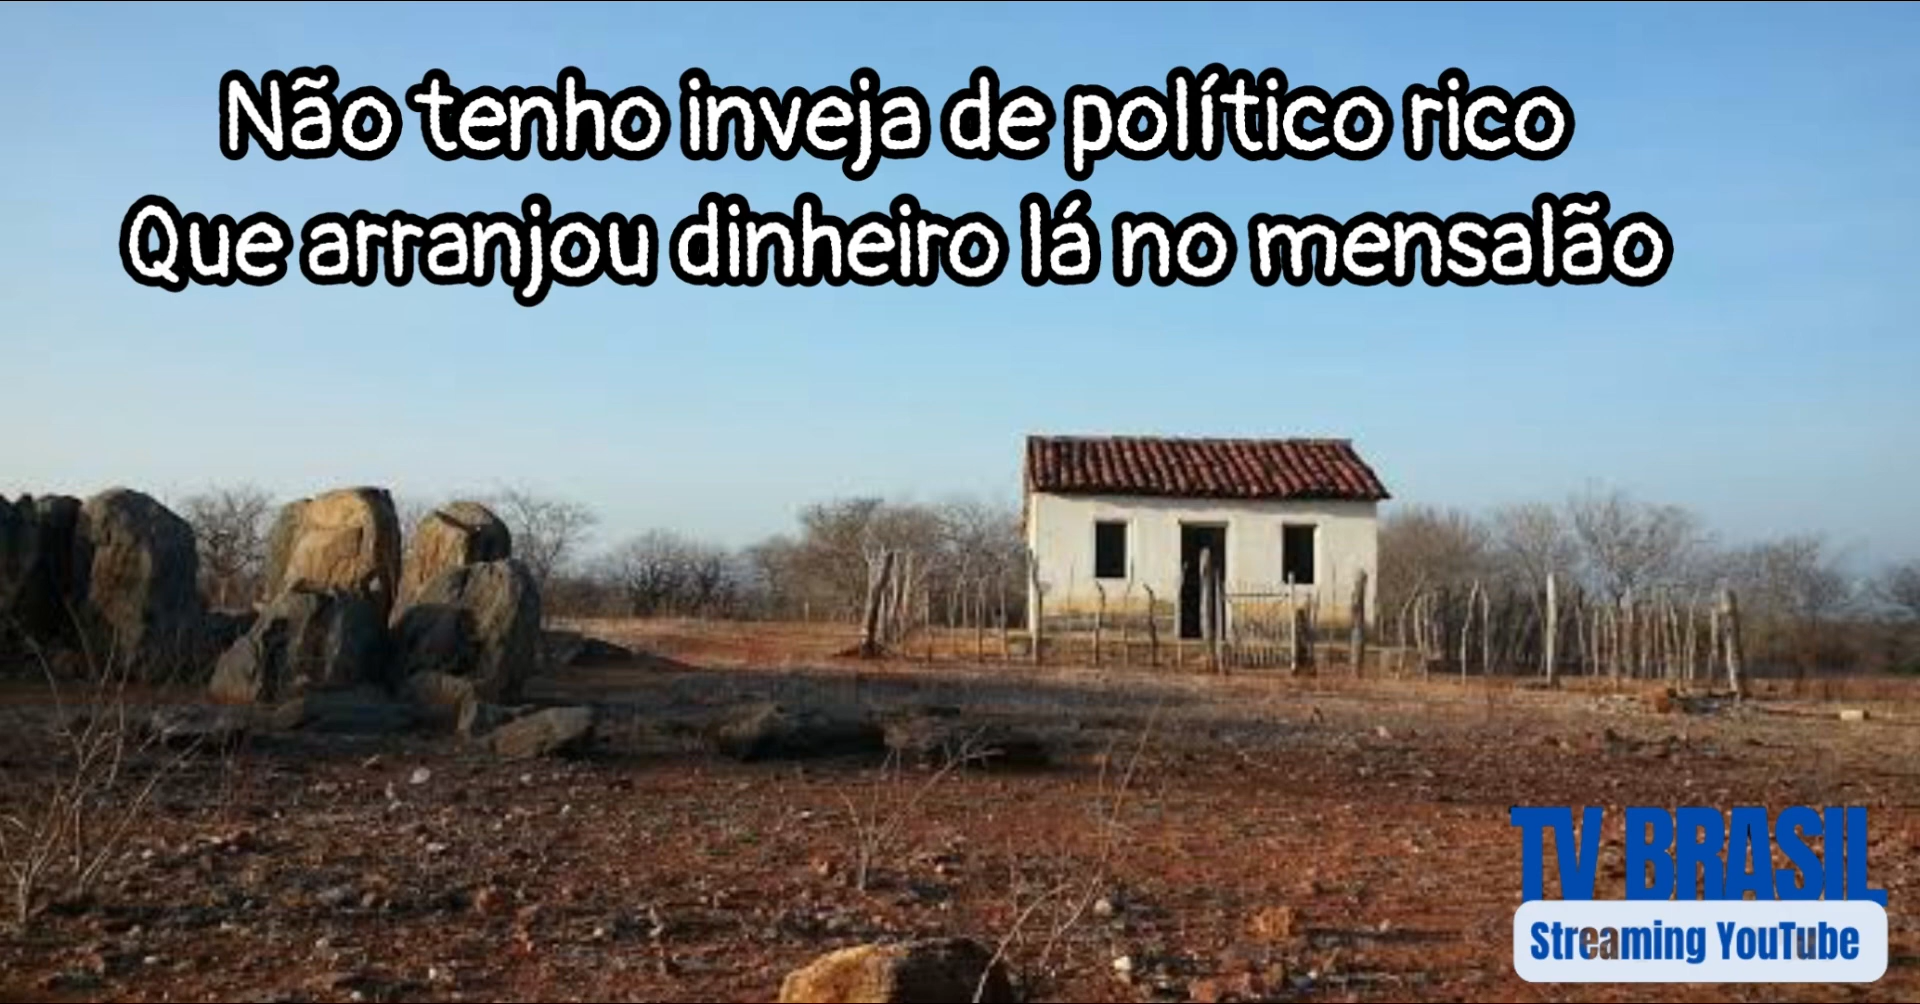 Não tenho inveja de político rico
Que arranjou dinheiro lá no mensalão
TV BRASIL
Streaming YouTube